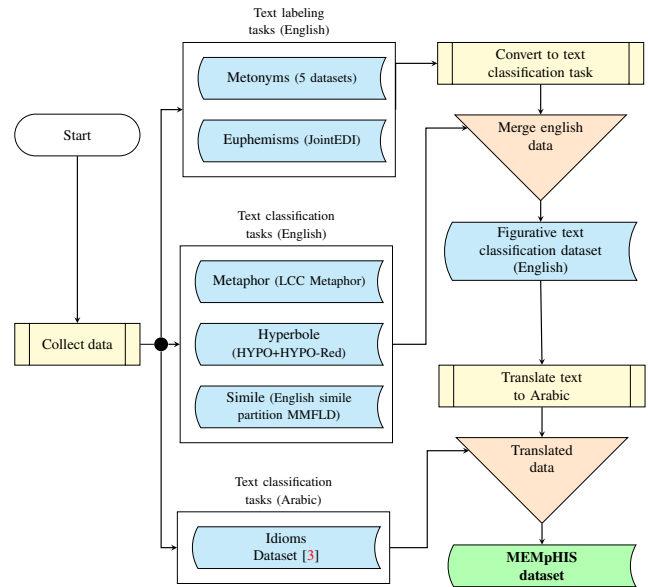 Text labeling
tasks (English)
Metonyms (5 datasets)
Euphemisms (JointEDI)
Convert to text
classification task
Start
Merge english
data
Text classification
tasks (English)
Metaphor (LCC Metaphor)
Hyperbole
(HYPO+HYPO-Red)
Simile (English simile
partition MMFLD)
Figurative text
classification dataset
(English)
Collect data
Translate text
to Arabic
Translated
data
Text classification
tasks (Arabic)
Idioms
Dataset [3]
MEMpHIS
dataset